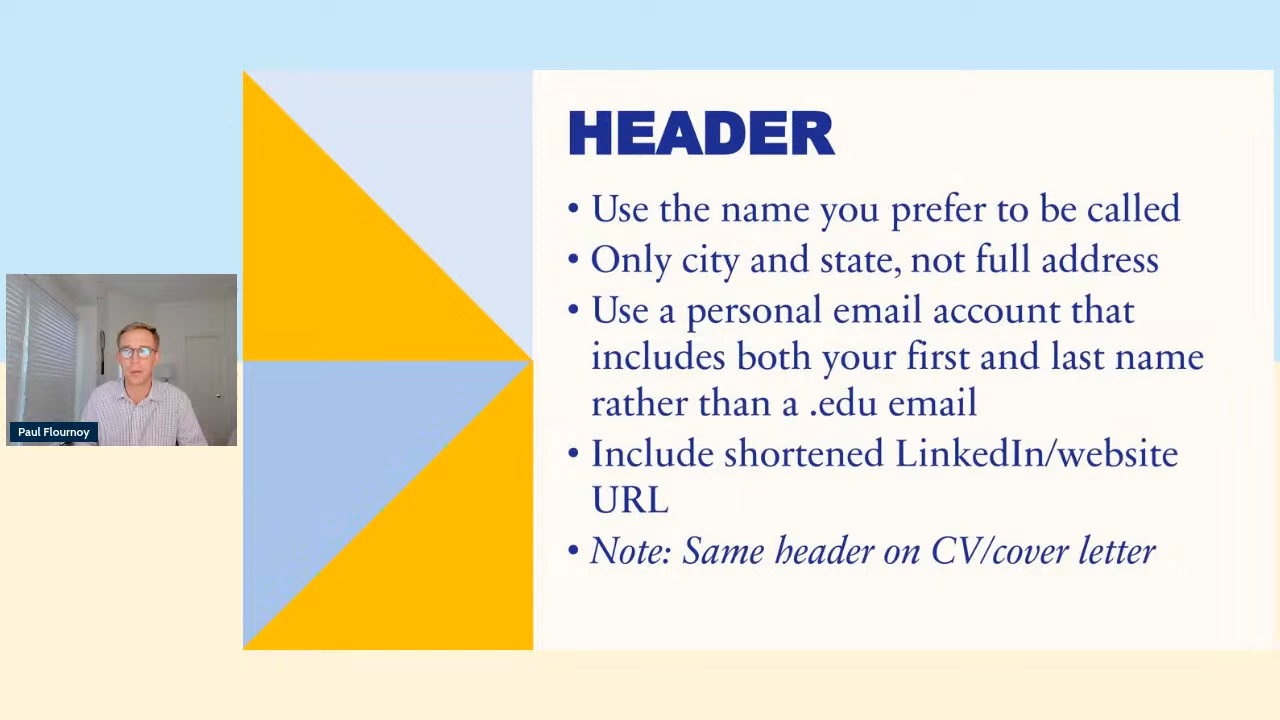 HEADER
• Use the name you prefer to be called
• Only city and state, not full address
• Use a personal email account that
includes both your first and last name
rather than a .edu email
• Include shortened LinkedIn/website
URL
• Note: Same header on CV/cover letter
Paul Flournoy